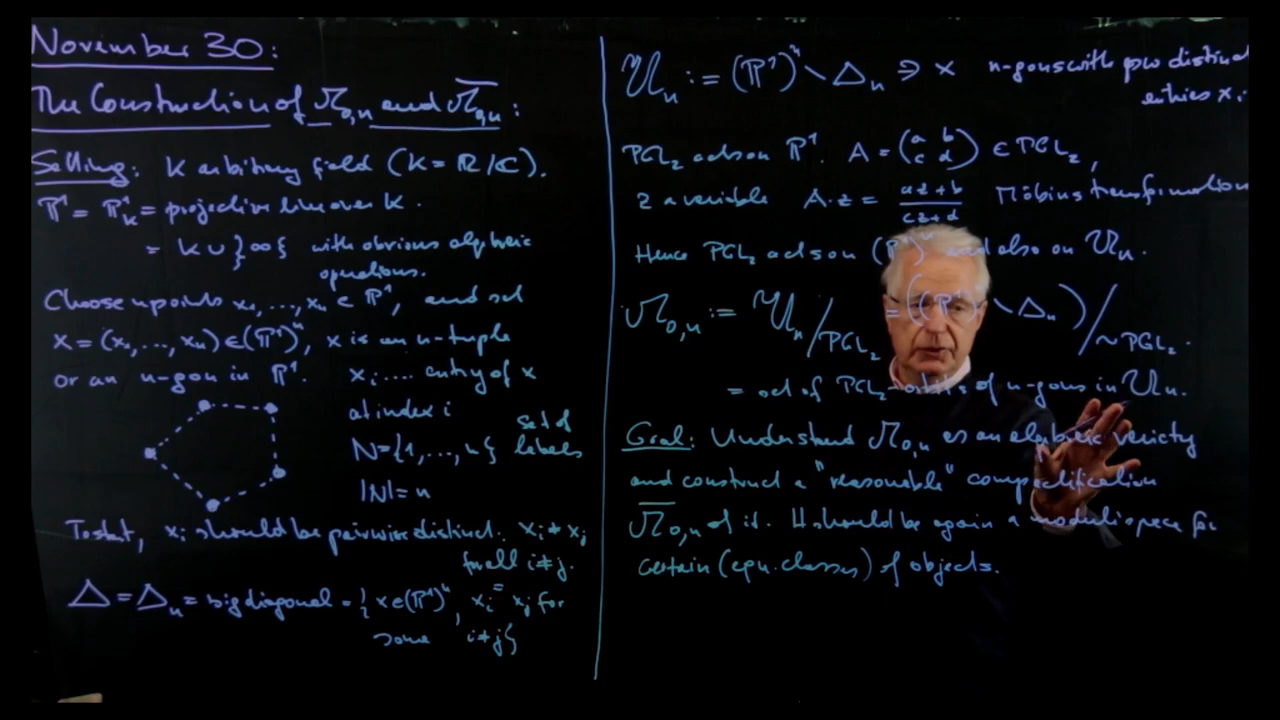 November 30:
The Construction of 𝓜₀,ₙ and 𝓜̅₀,ₙ:
Setting: K arbitrary field (K = ℝ/ℂ).
ℙ¹ = ℙ¹_K = projective line over K.
= K ∪ }∞{ with obvious algebraic
operations.
Choose n points x₁, ..., xₙ ∈ ℙ¹, and set
x = (x₁, ..., xₙ) ∈ (ℙ¹)ⁿ, x is an n-tuple
or an n-gon in ℙ¹. xᵢ .... entry of x
at index i
N = {1, ..., n} set of labels
|N| = n
To start, xᵢ should be pairwise distinct. xᵢ ≠ xⱼ
for all i ≠ j.
Δ = Δₙ = big diagonal = { x ∈ (ℙ¹)ⁿ, xᵢ = xⱼ for
some i ≠ j}
𝒰ₙ := (ℙ¹)ⁿ ∖ Δₙ ∋ x n-gons with pw distinct
entries xᵢ.
PGL₂ acts on ℙ¹. A = (a b
c d) ∈ PGL₂,
z a variable A·z = (az+b)/(cz+d) Möbius transformation
Hence PGL₂ acts on (ℙ¹)ⁿ and also on 𝒰ₙ.
𝓜₀,ₙ := 𝒰ₙ/PGL₂ = ((ℙ¹)ⁿ ∖ Δₙ)/∼PGL₂.
= set of PGL₂-orbits of n-gons in 𝒰ₙ.
Goal: Understand 𝓜₀,ₙ as an algebraic variety
and construct a "reasonable" compactification
𝓜̅₀,ₙ of it. It should be again a moduli space for
certain (equ. classes) of objects.